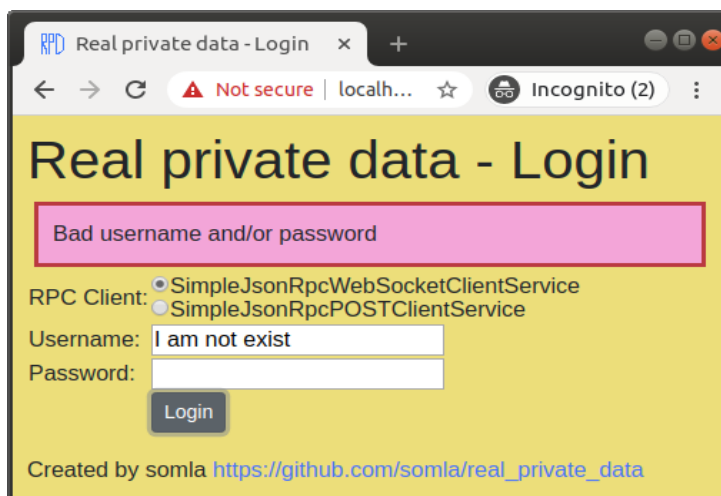 RPD Real private data - Login × +
Not secure | localh... Incognito (2)
Real private data - Login
Bad username and/or password
RPC Client: SimpleJsonRpcWebSocketClientService
SimpleJsonRpcPOSTClientService
Username: I am not exist
Password:
Login
Created by somla https://github.com/somla/real_private_data